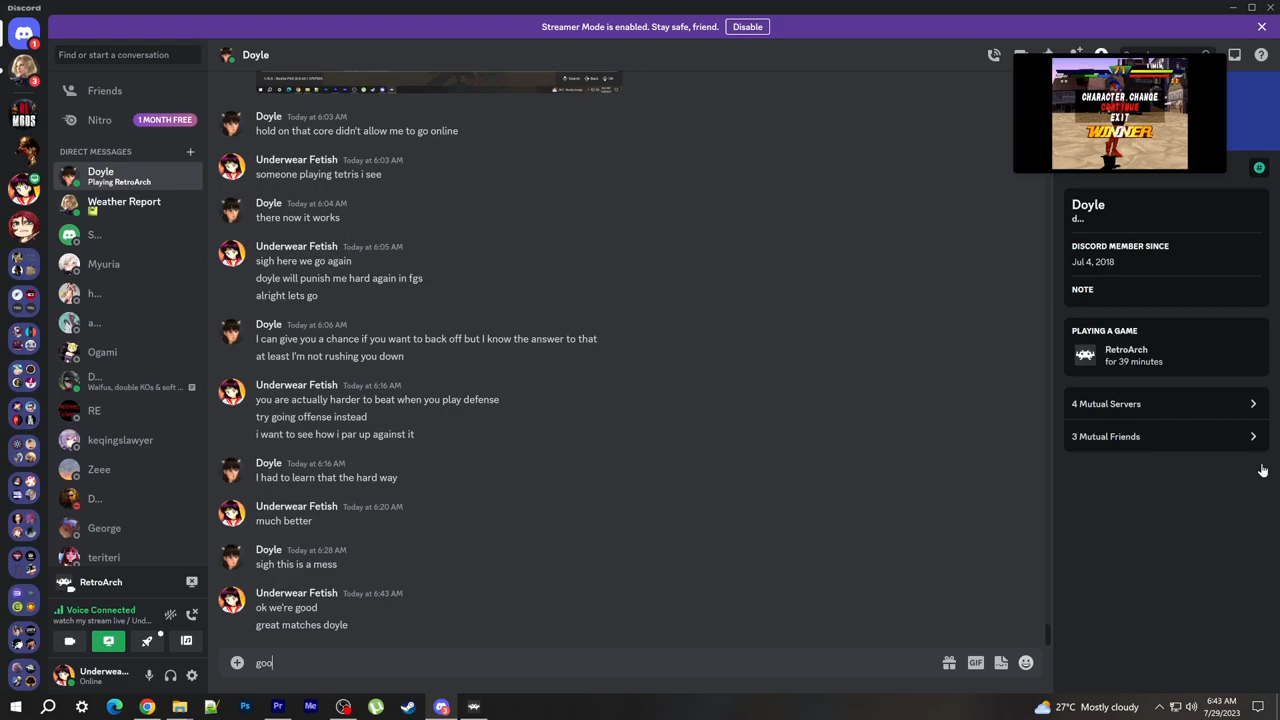 Discord
Streamer Mode is enabled. Stay safe, friend.
Disable
Find or start a conversation
Doyle
Friends
Nitro
1 MONTH FREE
DIRECT MESSAGES
Doyle
Playing RetroArch
Weather Report
S...
Myuria
h...
a...
Ogami
D...
Waifus, double KOs & soft ...
RE
keqingslawyer
Zeee
D...
George
teriteri
RetroArch
Voice Connected
watch my stream live / Und...
Underwea...
Online
1
3
Doyle Today at 6:03 AM
hold on that core didn't allow me to go online
Underwear Fetish Today at 6:03 AM
someone playing tetris i see
Doyle Today at 6:04 AM
there now it works
Underwear Fetish Today at 6:05 AM
sigh here we go again
doyle will punish me hard again in fgs
alright lets go
Doyle Today at 6:06 AM
I can give you a chance if you want to back off but I know the answer to that
at least I'm not rushing you down
Underwear Fetish Today at 6:16 AM
you are actually harder to beat when you play defense
try going offense instead
i want to see how i par up against it
Doyle Today at 6:16 AM
I had to learn that the hard way
Underwear Fetish Today at 6:20 AM
much better
Doyle Today at 6:28 AM
sigh this is a mess
Underwear Fetish Today at 6:43 AM
ok we're good
great matches doyle
goo
GIF
CHARACTER CHANGE
CONTINUE
EXIT
WINNER
Doyle
d...
DISCORD MEMBER SINCE
Jul 4, 2018
NOTE
PLAYING A GAME
RetroArch
for 39 minutes
4 Mutual Servers
3 Mutual Friends
Ps
Pr
Me
3
27°C Mostly cloudy
6:43 AM
7/29/2023